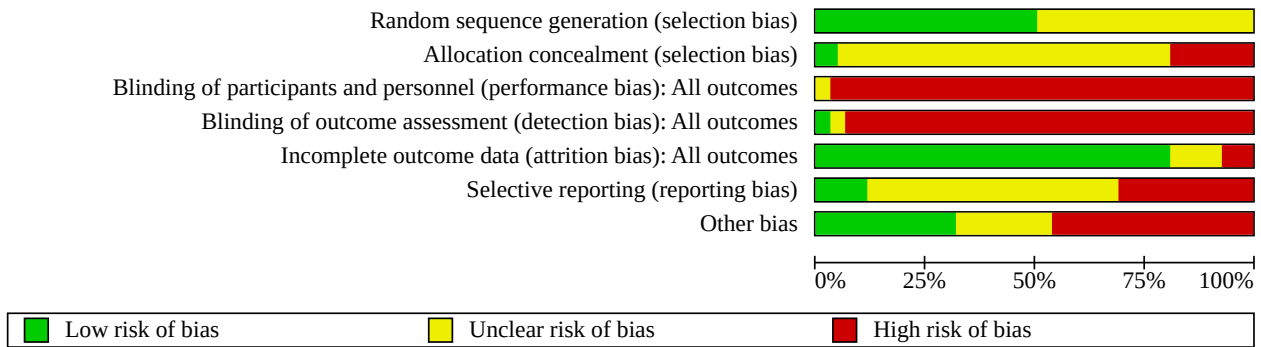 Random sequence generation (selection bias)
Allocation concealment (selection bias)
Blinding of participants and personnel (performance bias): All outcomes
Blinding of outcome assessment (detection bias): All outcomes
Incomplete outcome data (attrition bias): All outcomes
Selective reporting (reporting bias)
Other bias
0% 25% 50% 75% 100%
Low risk of bias Unclear risk of bias High risk of bias